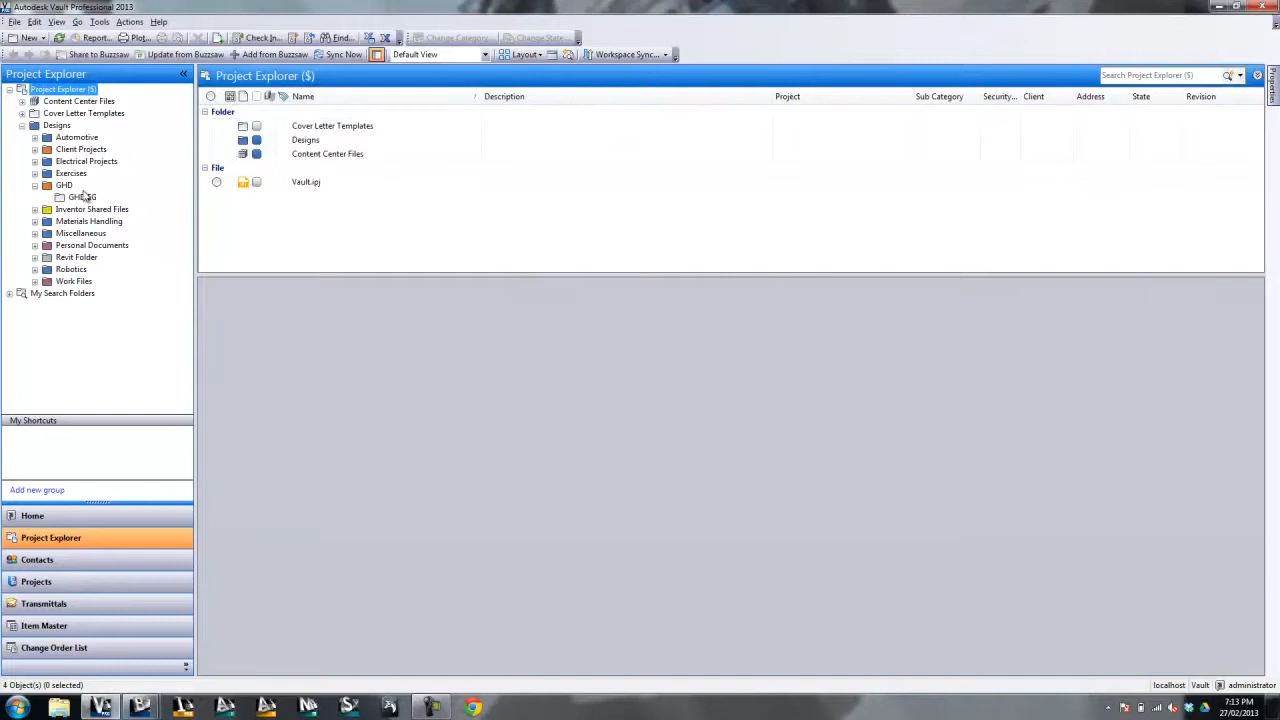 Autodesk Vault Professional 2013
File Edit View Go Tools Actions Help
New Report... Plot... Check In... Find... Change Category... Change State...
Share to Buzzsaw Update from Buzzsaw Add from Buzzsaw Sync Now Default View Layout Workspace Sync...
Project Explorer
Project Explorer ($)
Content Center Files
Cover Letter Templates
Designs
Automotive
Client Projects
Electrical Projects
Exercises
GHD
Inventor Shared Files
Materials Handling
Miscellaneous
Personal Documents
Revit Folder
Robotics
Work Files
My Search Folders
My Shortcuts
Add new group
Home
Project Explorer
Contacts
Projects
Transmittals
Item Master
Change Order List
Project Explorer ($)
Search Project Explorer ($)
Name Description Project Sub Category Security... Client Address State Revision
Folder
Cover Letter Templates
Designs
Content Center Files
File
Vault.ipj
Properties
4 Object(s) (0 selected)
localhost Vault administrator
7:13 PM
27/02/2013